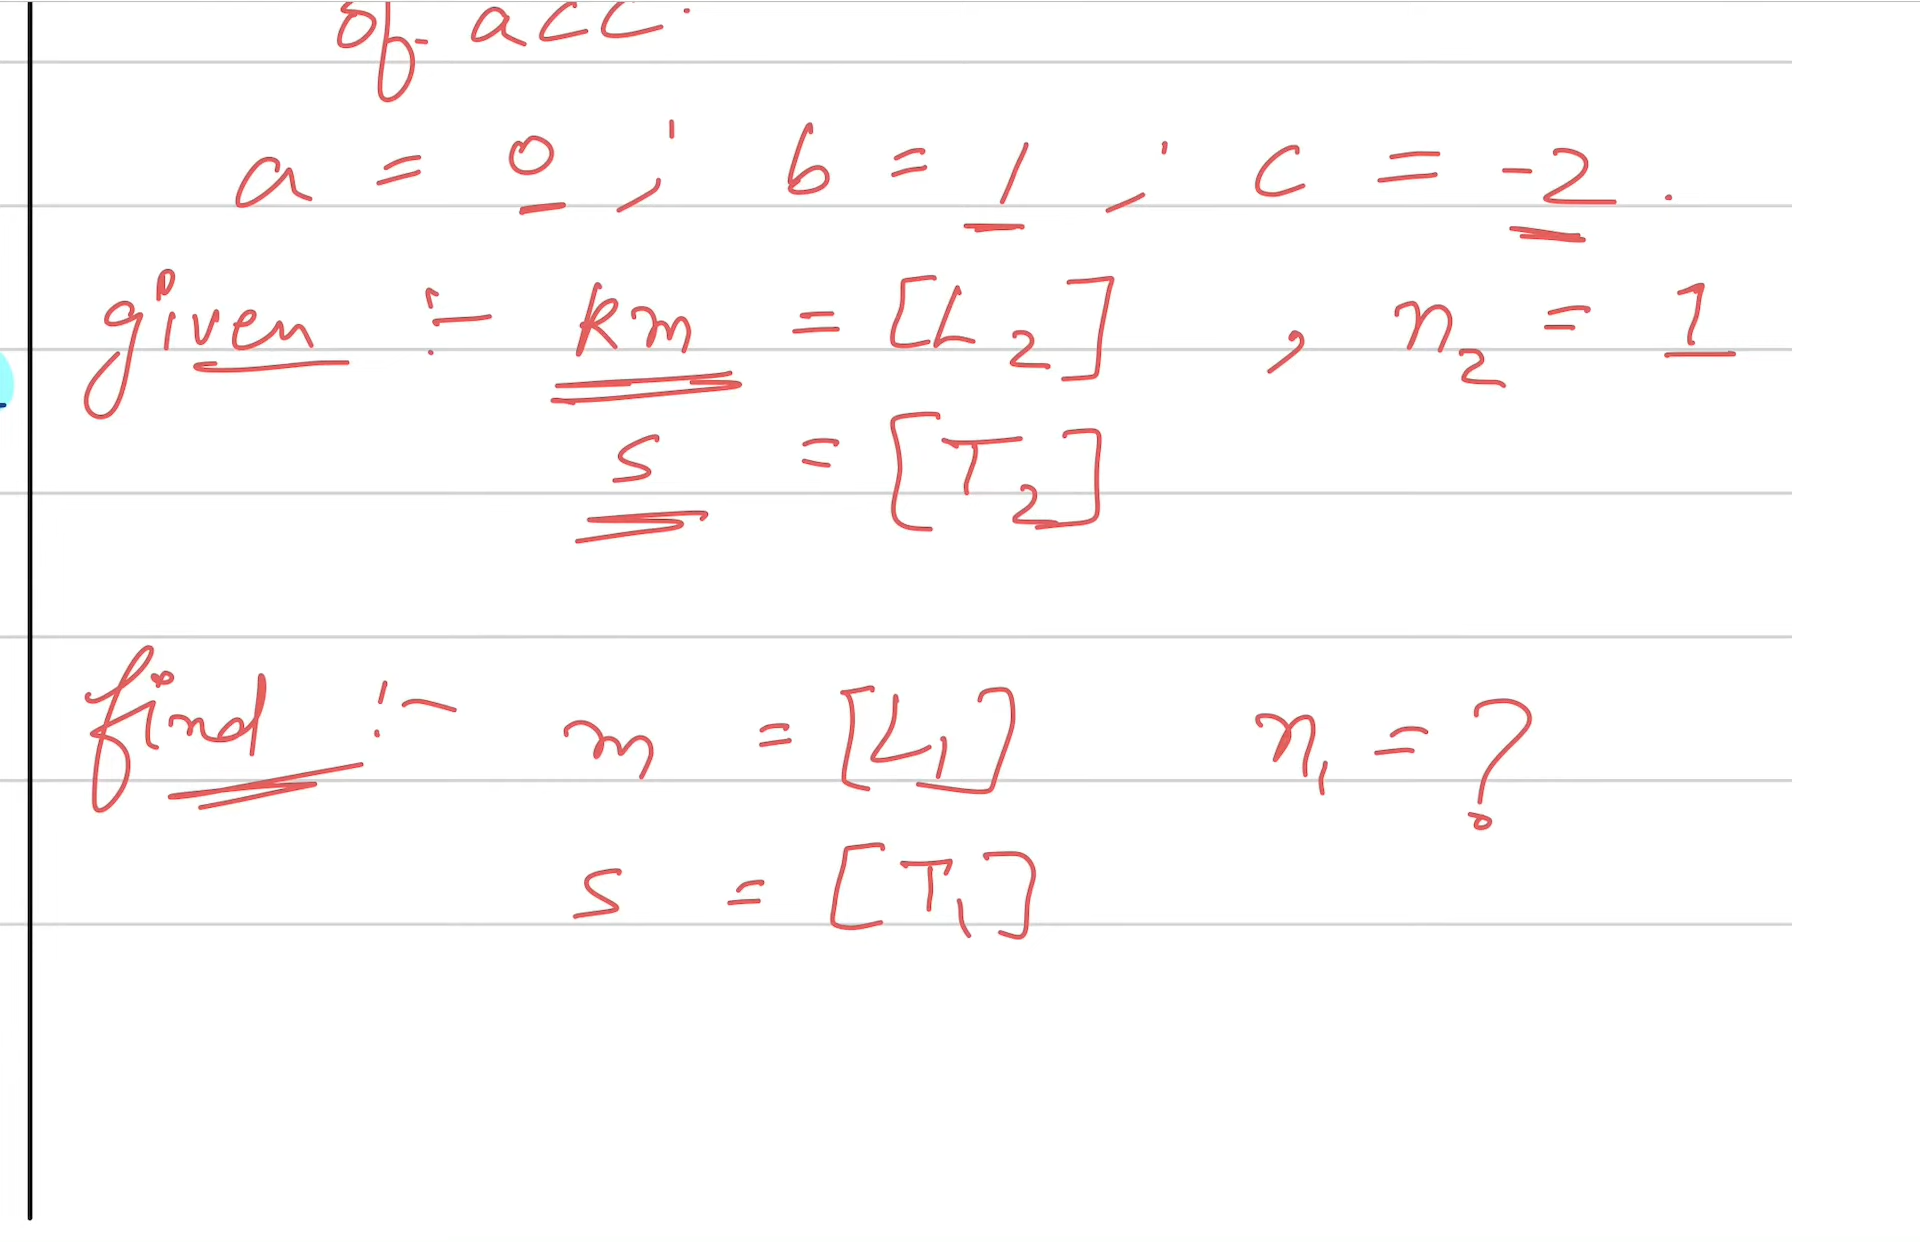 of acc.
a = 0 ; b = 1 ; c = -2 .
given :- km = [L₂] , n₂ = 1
s = [T₂]
find :- m = [L₁] n₁ = ?
s = [T₁]